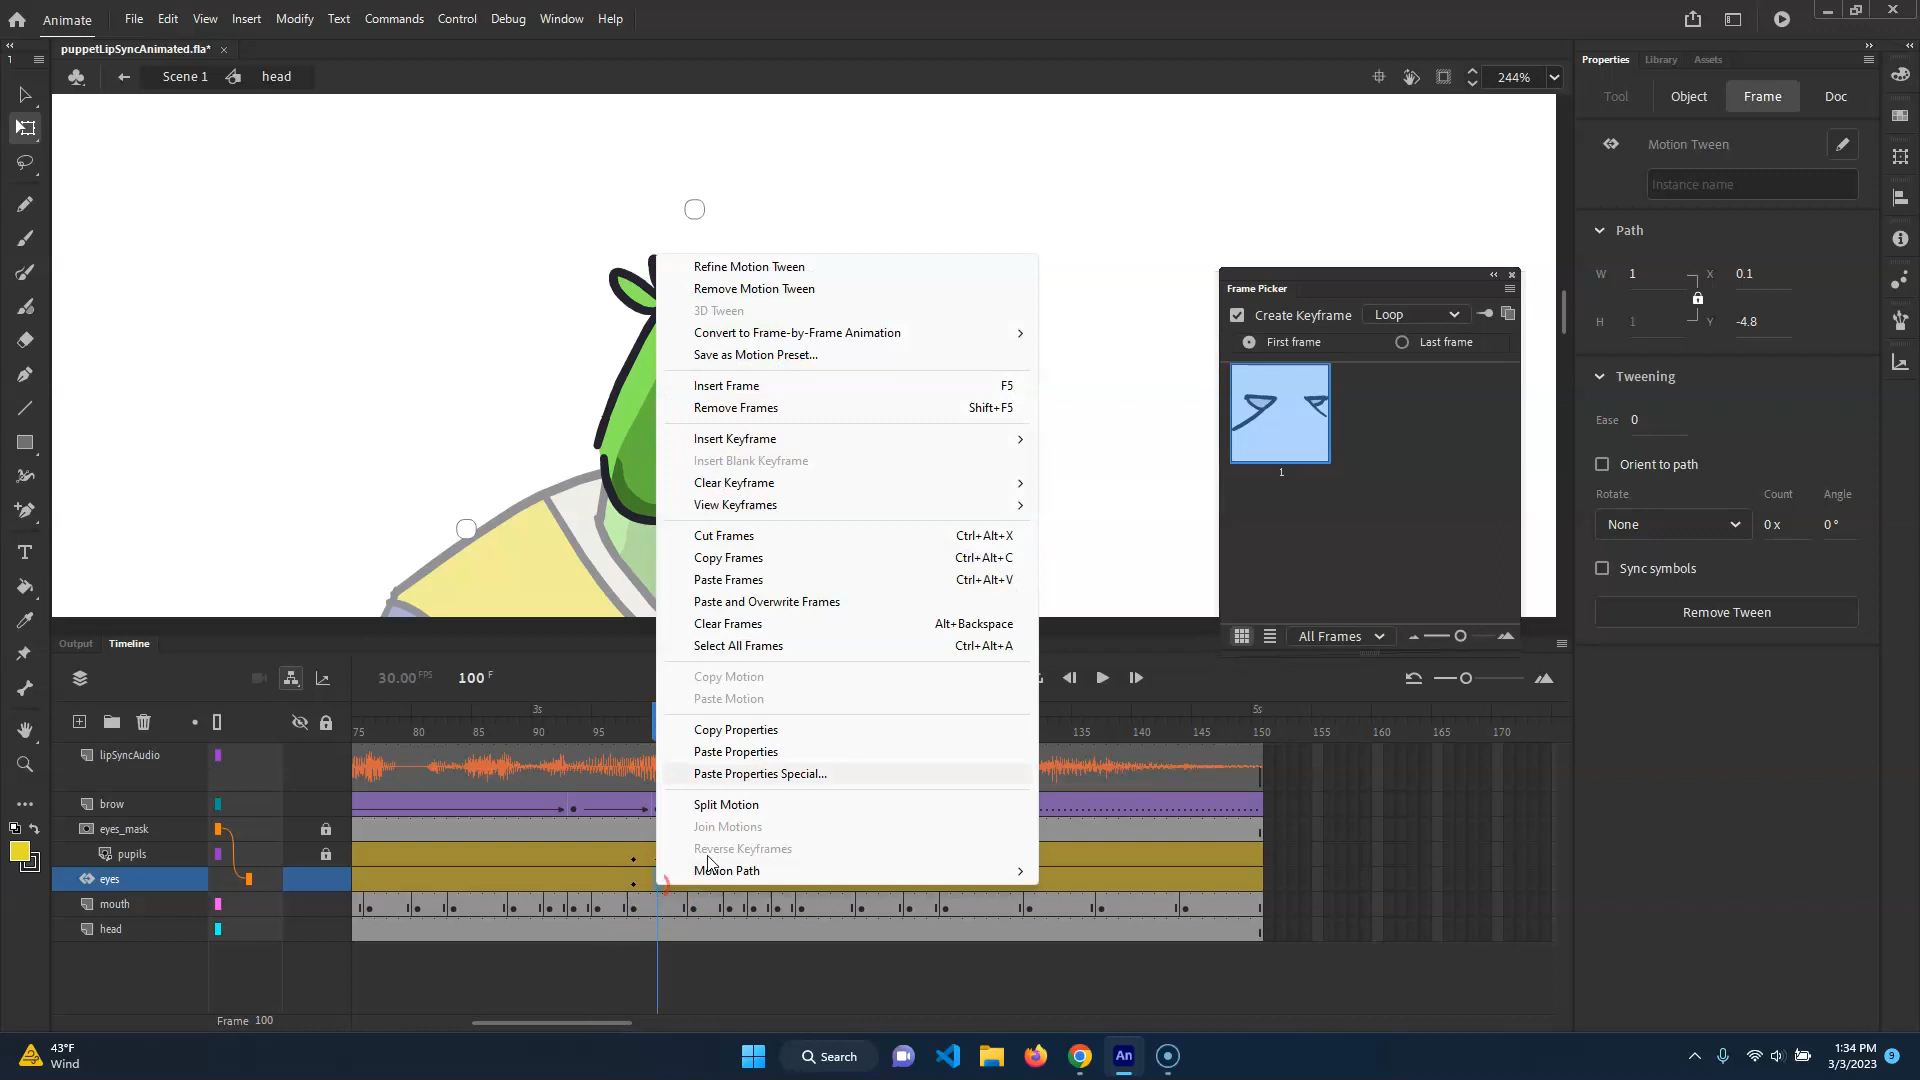 Animate
File Edit View Insert Modify Text Commands Control Debug Window Help
puppetLipSyncAnimated.fla* ×
1
Scene 1 head 244%
Properties Library Assets
Tool Object Frame Doc
Motion Tween
Instance name
Path
W 1 X 0.1
H 1 Y -4.8
Tweening
Ease 0
Orient to path
Rotate Count Angle
None 0 x 0°
Sync symbols
Remove Tween
Frame Picker
Create Keyframe Loop
First frame Last frame
1
All Frames
Refine Motion Tween
Remove Motion Tween
3D Tween
Convert to Frame-by-Frame Animation
Save as Motion Preset...
Insert Frame F5
Remove Frames Shift+F5
Insert Keyframe
Insert Blank Keyframe
Clear Keyframe
View Keyframes
Cut Frames Ctrl+Alt+X
Copy Frames Ctrl+Alt+C
Paste Frames Ctrl+Alt+V
Paste and Overwrite Frames
Clear Frames Alt+Backspace
Select All Frames Ctrl+Alt+A
Copy Motion
Paste Motion
Copy Properties
Paste Properties
Paste Properties Special...
Split Motion
Join Motions
Reverse Keyframes
Motion Path
Output Timeline
30.00 FPS 100 F
3s 5s
75 80 85 90 95 135 140 145 150 155 160 165 170
lipSyncAudio
brow
eyes_mask
pupils
eyes
mouth
head
Frame 100
43°F
Wind
Search
An
1:34 PM
3/3/2023
9